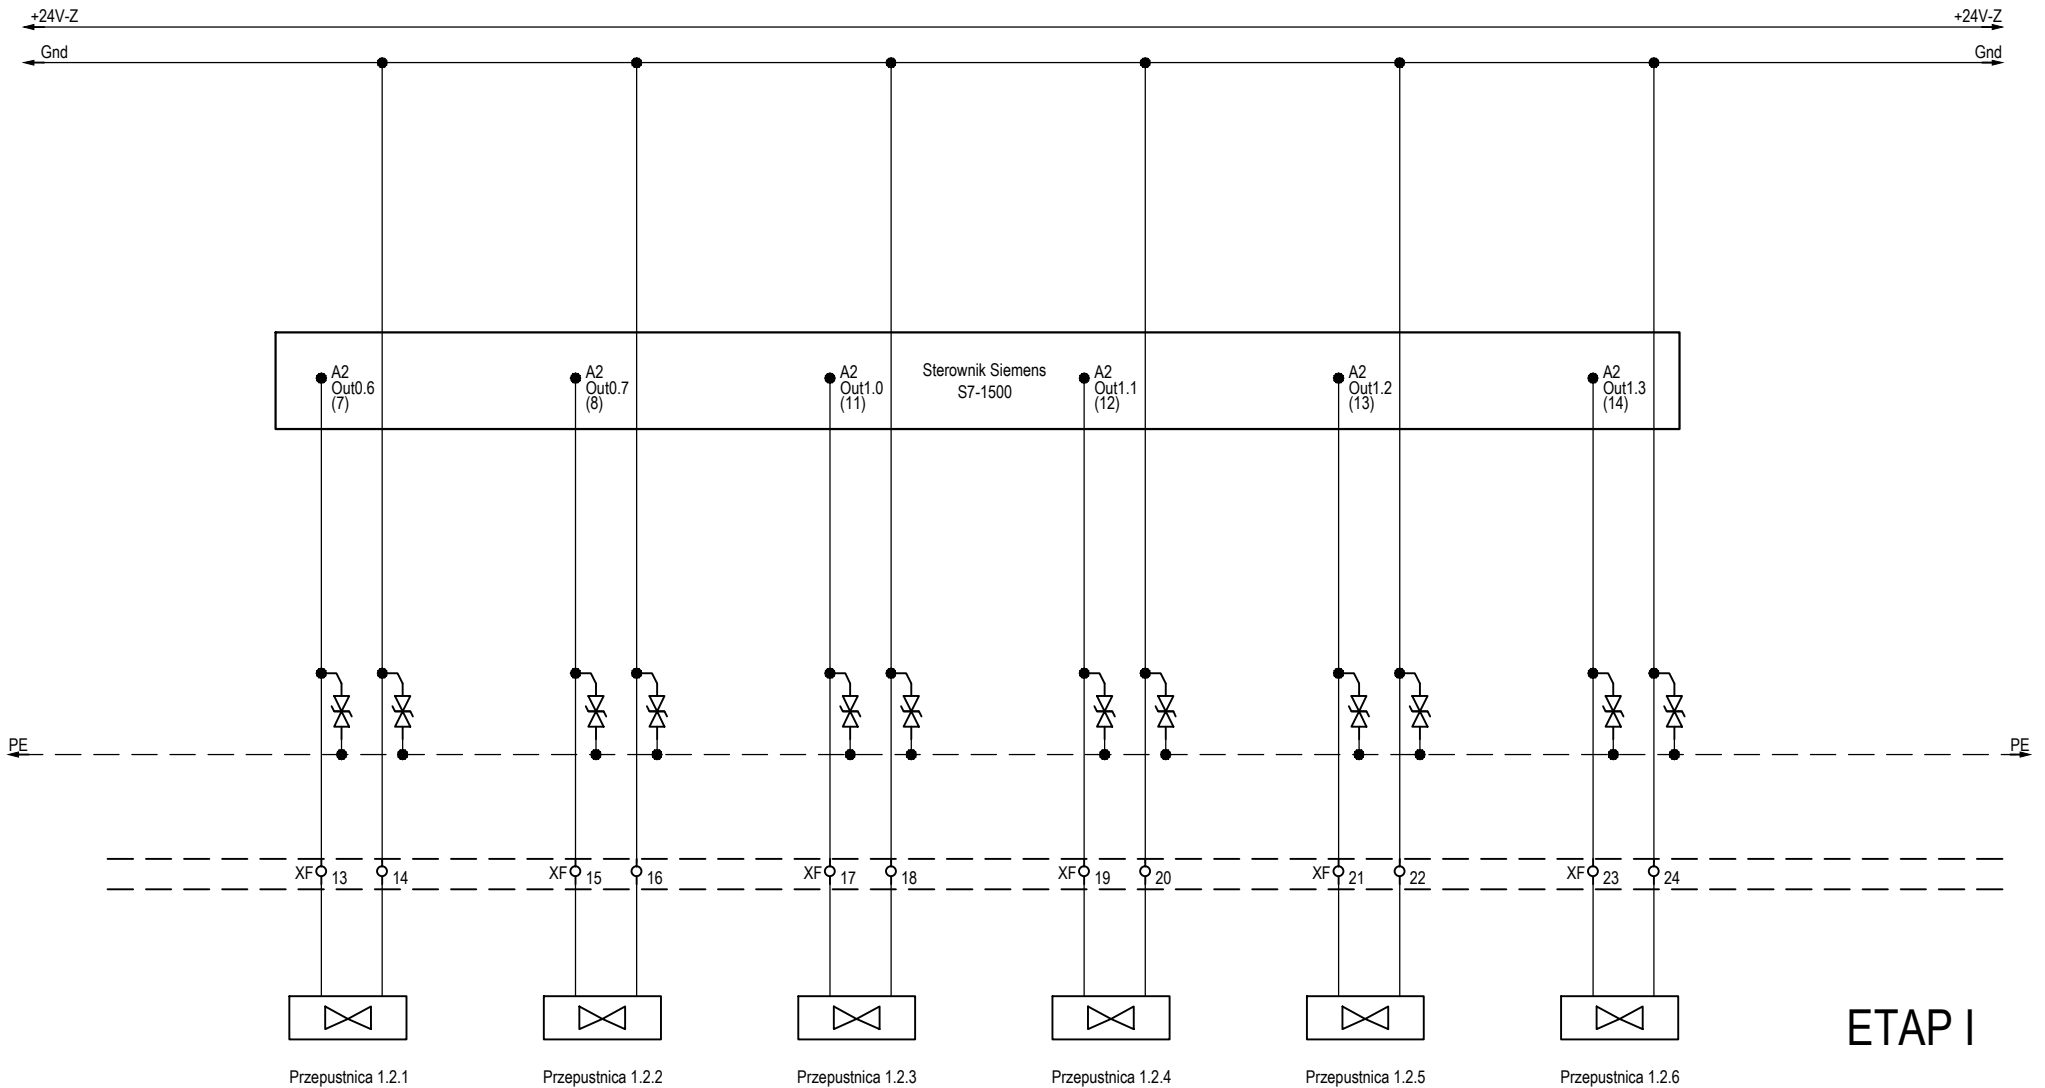 +24V-Z +24V-Z
Gnd Gnd
A2 A2 A2 Sterownik Siemens A2 A2 A2
Out0.6 Out0.7 Out1.0 S7-1500 Out1.1 Out1.2 Out1.3
(7) (8) (11) (12) (13) (14)
PE PE
XF 13 14 XF 15 16 XF 17 18 XF 19 20 XF 21 22 XF 23 24
ETAP I
Przepustnica 1.2.1 Przepustnica 1.2.2 Przepustnica 1.2.3 Przepustnica 1.2.4 Przepustnica 1.2.5 Przepustnica 1.2.6